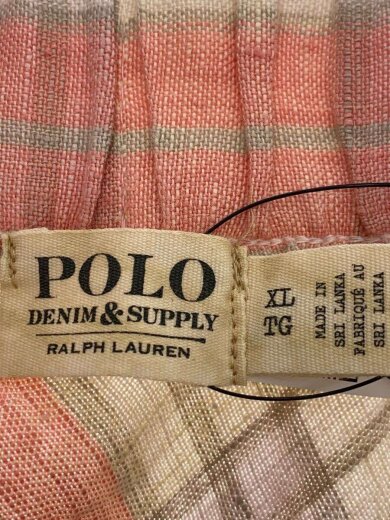 POLO
DENIM & SUPPLY
RALPH LAUREN
XL
TG
MADE IN
SRI LANKA
FABRIQUÉ AU
SRI LANKA